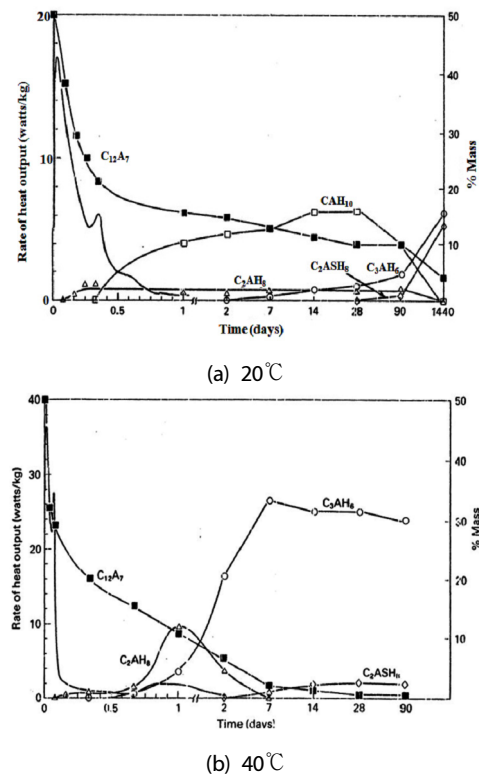 20
50
40
10
30
20
10
0
0
Rate of heat output (watts/kg)
% Mass
C₁₂A₇
CAH₁₀
C₂AH₈
C₂ASH₈
C₃AH₆
0 0.5 1 2 7 14 28 90 1440
Time (days)
(a) 20℃
40
50
40
30
30
20
20
10
10
0
Rate of heat output (watts/kg)
% Mass
C₃AH₆
C₁₂A₇
C₂AH₈
C₂ASH₈
0 0.5 1 2 7 14 28 90
Time (days)
(b) 40℃